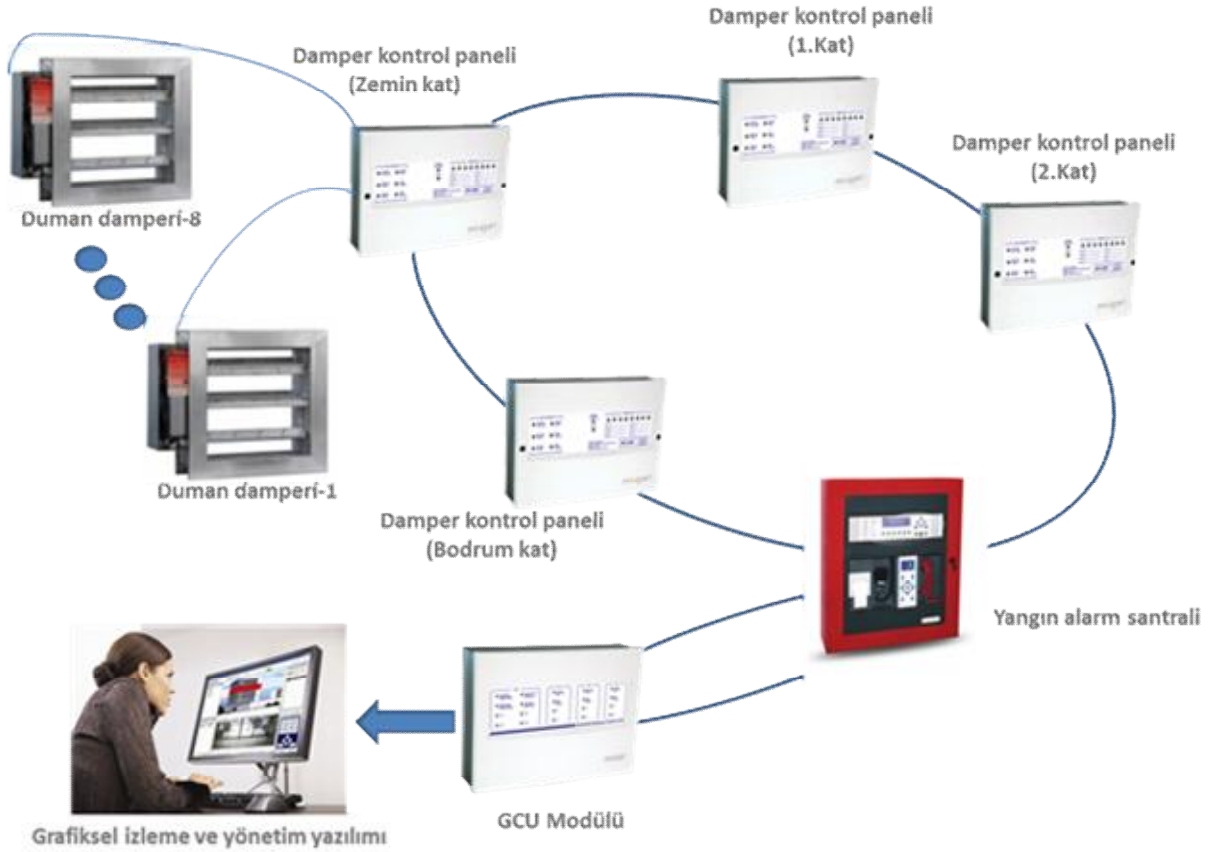 Damper kontrol paneli
(1.Kat)
Damper kontrol paneli
(Zemin kat)
Damper kontrol paneli
(2.Kat)
Duman damperi-8
Duman damperi-1
Damper kontrol paneli
(Bodrum kat)
Yangın alarm santrali
GCU Modülü
Grafiksel izleme ve yönetim yazılımı